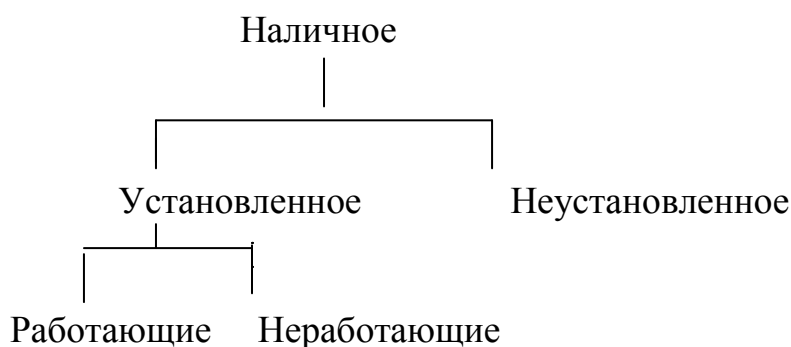 Наличное
Установленное Неустановленное
Работающие Неработающие